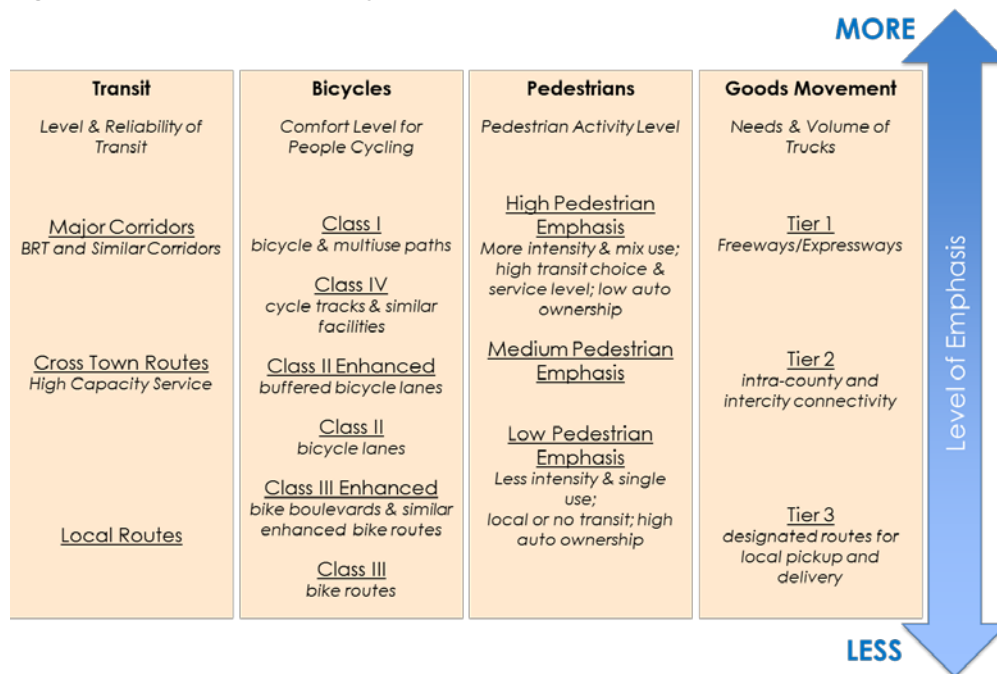 MORE
Transit
Level & Reliability of
Transit
Major Corridors
BRT and Similar Corridors
Cross Town Routes
High Capacity Service
Local Routes
Bicycles
Comfort Level for
People Cycling
Class I
bicycle & multiuse paths
Class IV
cycle tracks & similar
facilities
Class II Enhanced
buffered bicycle lanes
Class II
bicycle lanes
Class III Enhanced
bike boulevards & similar
enhanced bike routes
Class III
bike routes
Pedestrians
Pedestrian Activity Level
High Pedestrian
Emphasis
More intensity & mix use;
high transit choice &
service level; low auto
ownership
Medium Pedestrian
Emphasis
Low Pedestrian
Emphasis
Less intensity & single
use;
local or no transit; high
auto ownership
Goods Movement
Needs & Volume of
Trucks
Tier 1
Freeways/Expressways
Tier 2
intra-county and
intercity connectivity
Tier 3
designated routes for
local pickup and
delivery
Level of Emphasis
LESS